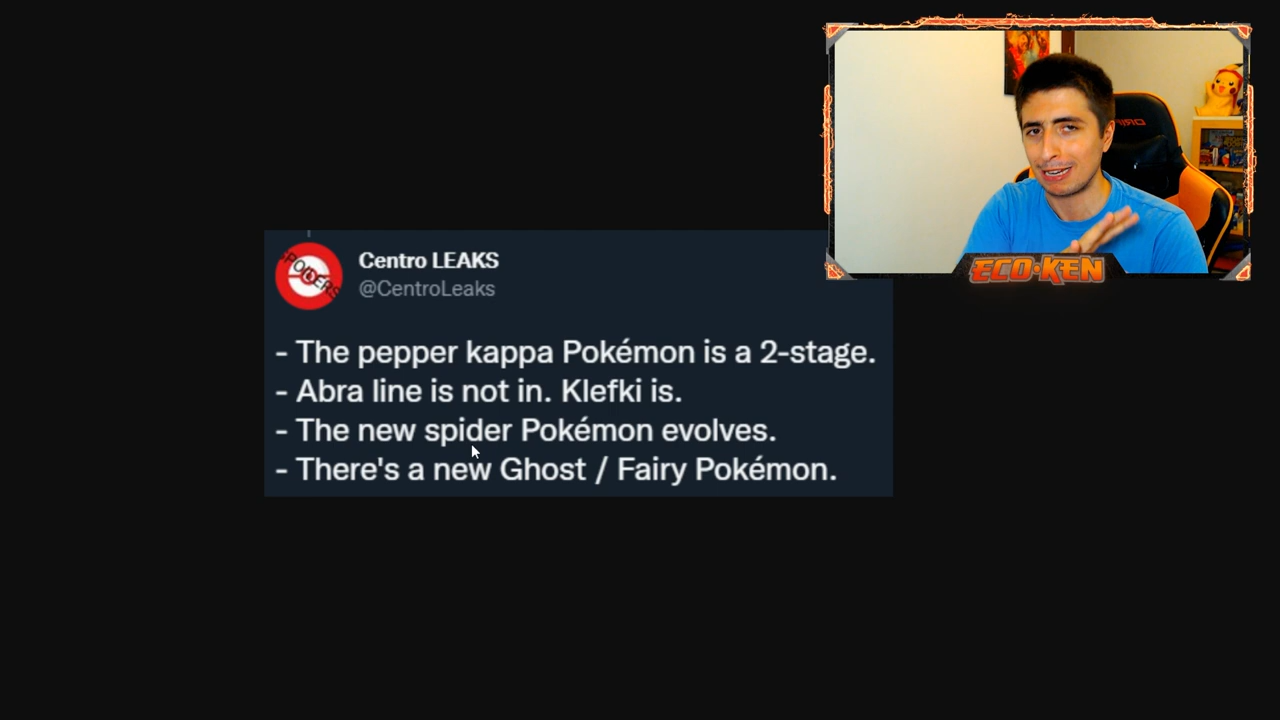 Centro LEAKS
@CentroLeaks
SPOILERS
- The pepper kappa Pokémon is a 2-stage.
- Abra line is not in. Klefki is.
- The new spider Pokémon evolves.
- There's a new Ghost / Fairy Pokémon.
ECO·KEN